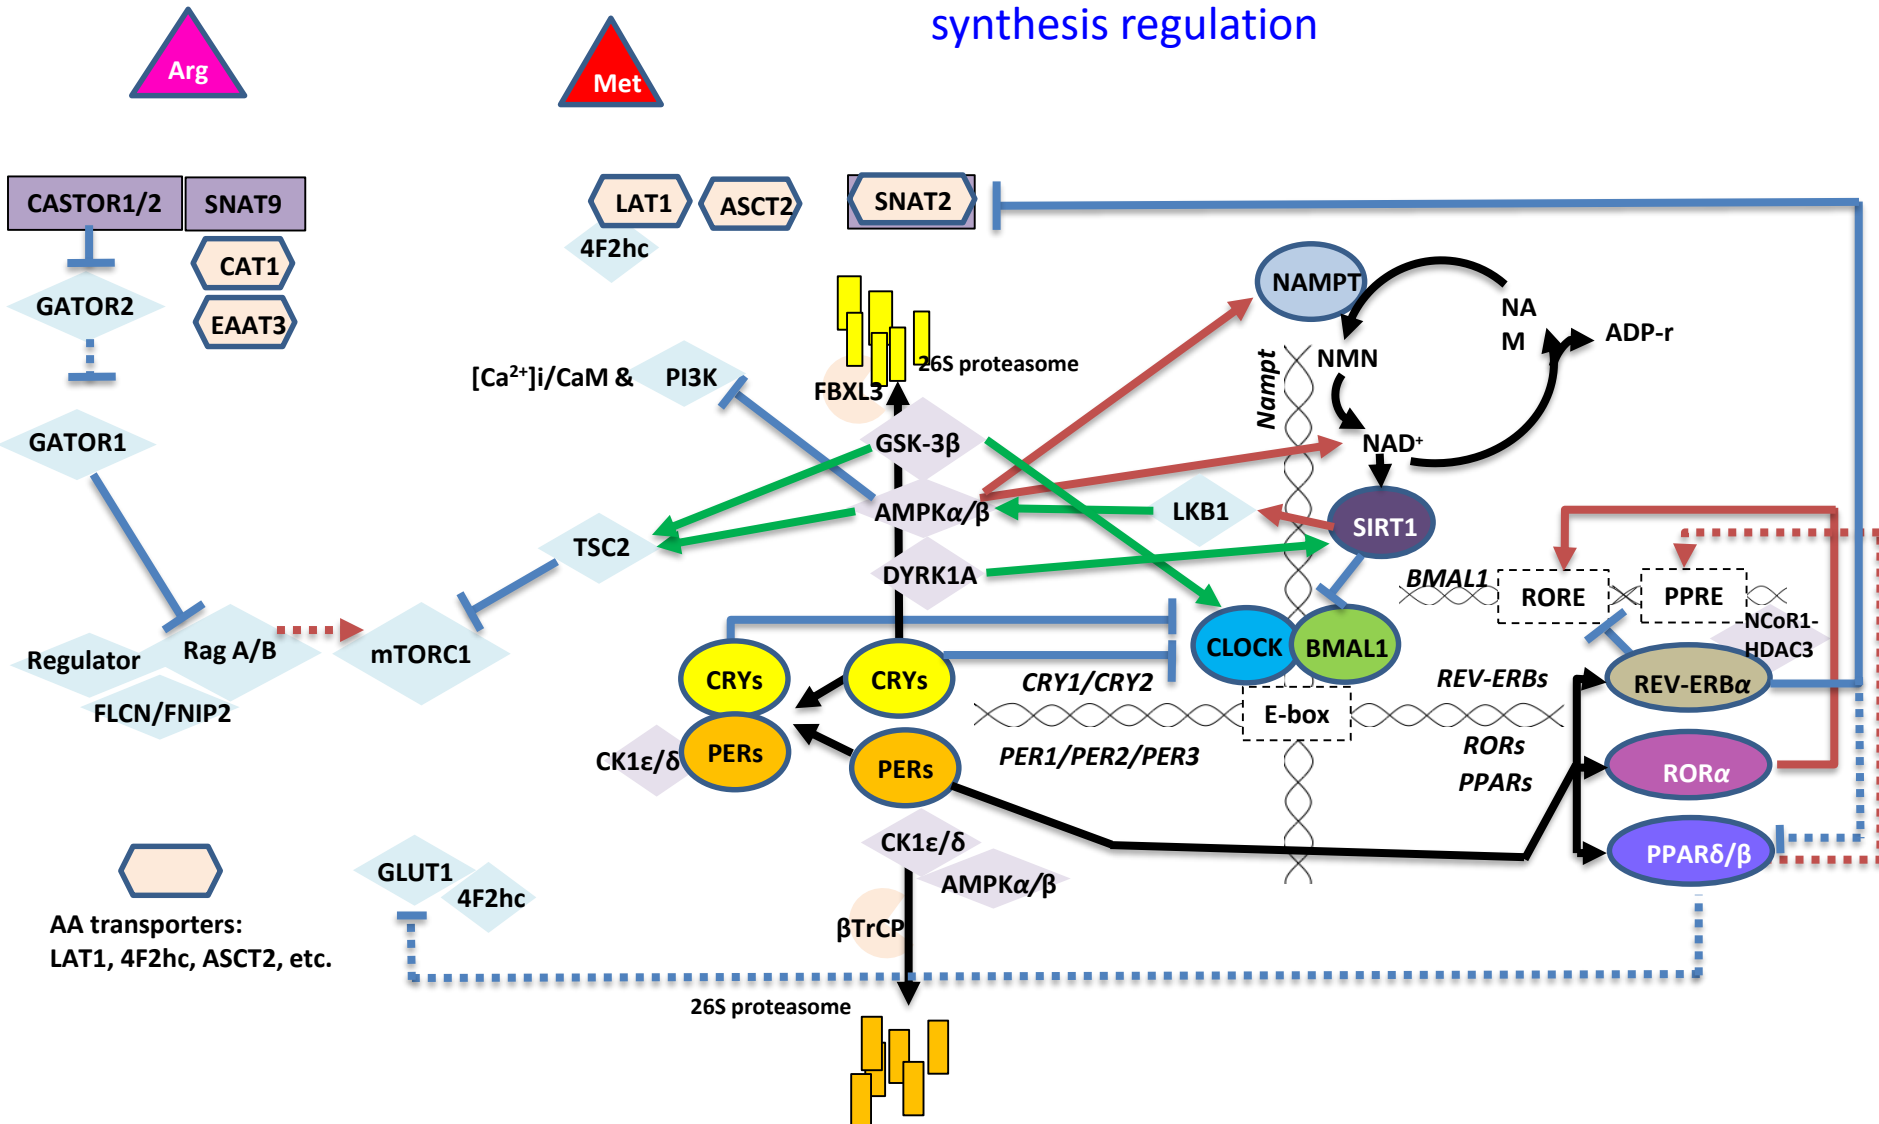 synthesis regulation
Arg
Met
CASTOR1/2
SNAT9
LAT1
ASCT2
SNAT2
4F2hc
CAT1
GATOR2
EAAT3
NAMPT
NA
M
ADP-r
NMN
Nampt
26S proteasome
[Ca²⁺]i/CaM &
PI3K
FBXL3
GATOR1
GSK-3β
NAD⁺
AMPKα/β
LKB1
SIRT1
TSC2
DYRK1A
BMAL1
RORE
PPRE
NCoR1-
HDAC3
Regulator
Rag A/B
mTORC1
FLCN/FNIP2
CRYs
CRYs
CLOCK
BMAL1
CRY1/CRY2
REV-ERBs
REV-ERBα
E-box
CK1ε/δ
PERs
PERs
PER1/PER2/PER3
RORs
PPARs
RORα
CK1ε/δ
AMPKα/β
PPARδ/β
GLUT1
4F2hc
βTrCP
AA transporters:
LAT1, 4F2hc, ASCT2, etc.
26S proteasome